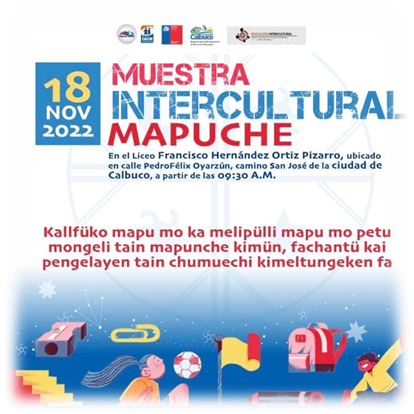 18
NOV
2022
MUESTRA
INTERCULTURAL
MAPUCHE
En el Liceo Francisco Hernández Ortiz Pizarro, ubicado
en calle PedroFélix Oyarzún, camino San José de la ciudad de
Calbuco, a partir de las 09:30 A.M.
Kallfüko mapu mo ka melipülli mapu mo petu
mongeli tain mapunche kimün, fachantü kai
pengelayen tain chumuechi kimeltungeken fa